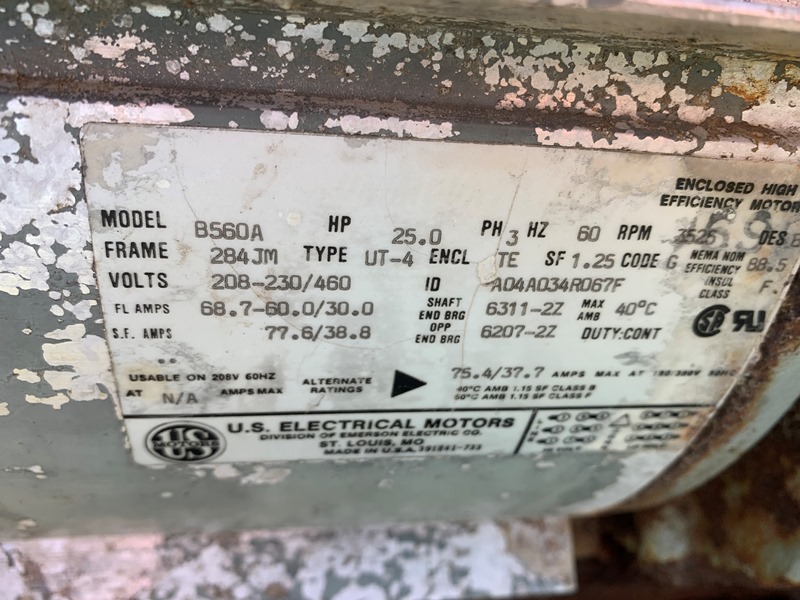 ENCLOSED HIGH
EFFICIENCY MOTOR
MODEL B560A HP 25.0 PH 3 HZ 60 RPM 3525 DES B
FRAME 284JM TYPE UT-4 ENCL TE SF 1.25 CODE G NEMA NOM EFFICIENCY 88.5
VOLTS 208-230/460 ID A04A034R067F INSUL CLASS F
FL AMPS 68.7-60.0/30.0 SHAFT END BRG 6311-2Z MAX AMB 40°C
S.F. AMPS 77.6/38.8 OPP END BRG 6207-2Z DUTY:CONT
USABLE ON 208V 60HZ
AT N/A AMPS MAX
ALTERNATE
RATINGS
75.4/37.7 AMPS MAX AT
40°C AMB 1.15 SF CLASS B
50°C AMB 1.15 SF CLASS F
US
MOTORS
U.S. ELECTRICAL MOTORS
DIVISION OF EMERSON ELECTRIC CO.
ST. LOUIS, MO.
MADE IN U.S.A.